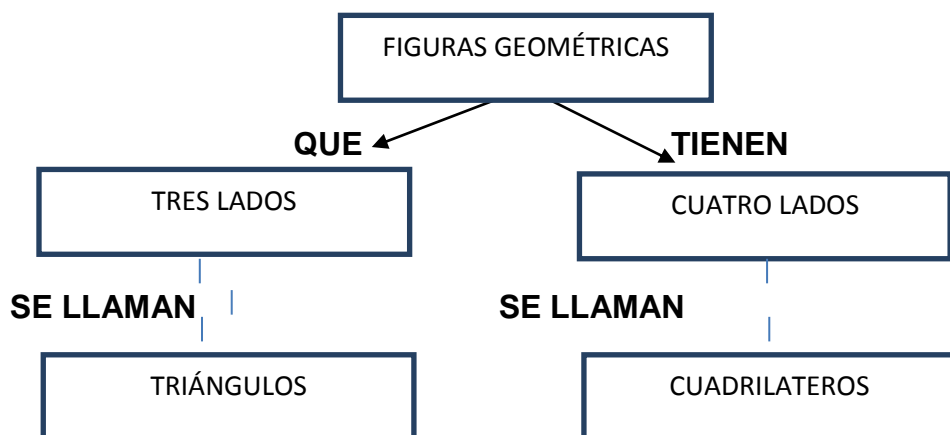 FIGURAS GEOMÉTRICAS
QUE TIENEN
TRES LADOS
CUATRO LADOS
SE LLAMAN
SE LLAMAN
TRIÁNGULOS
CUADRILATEROS